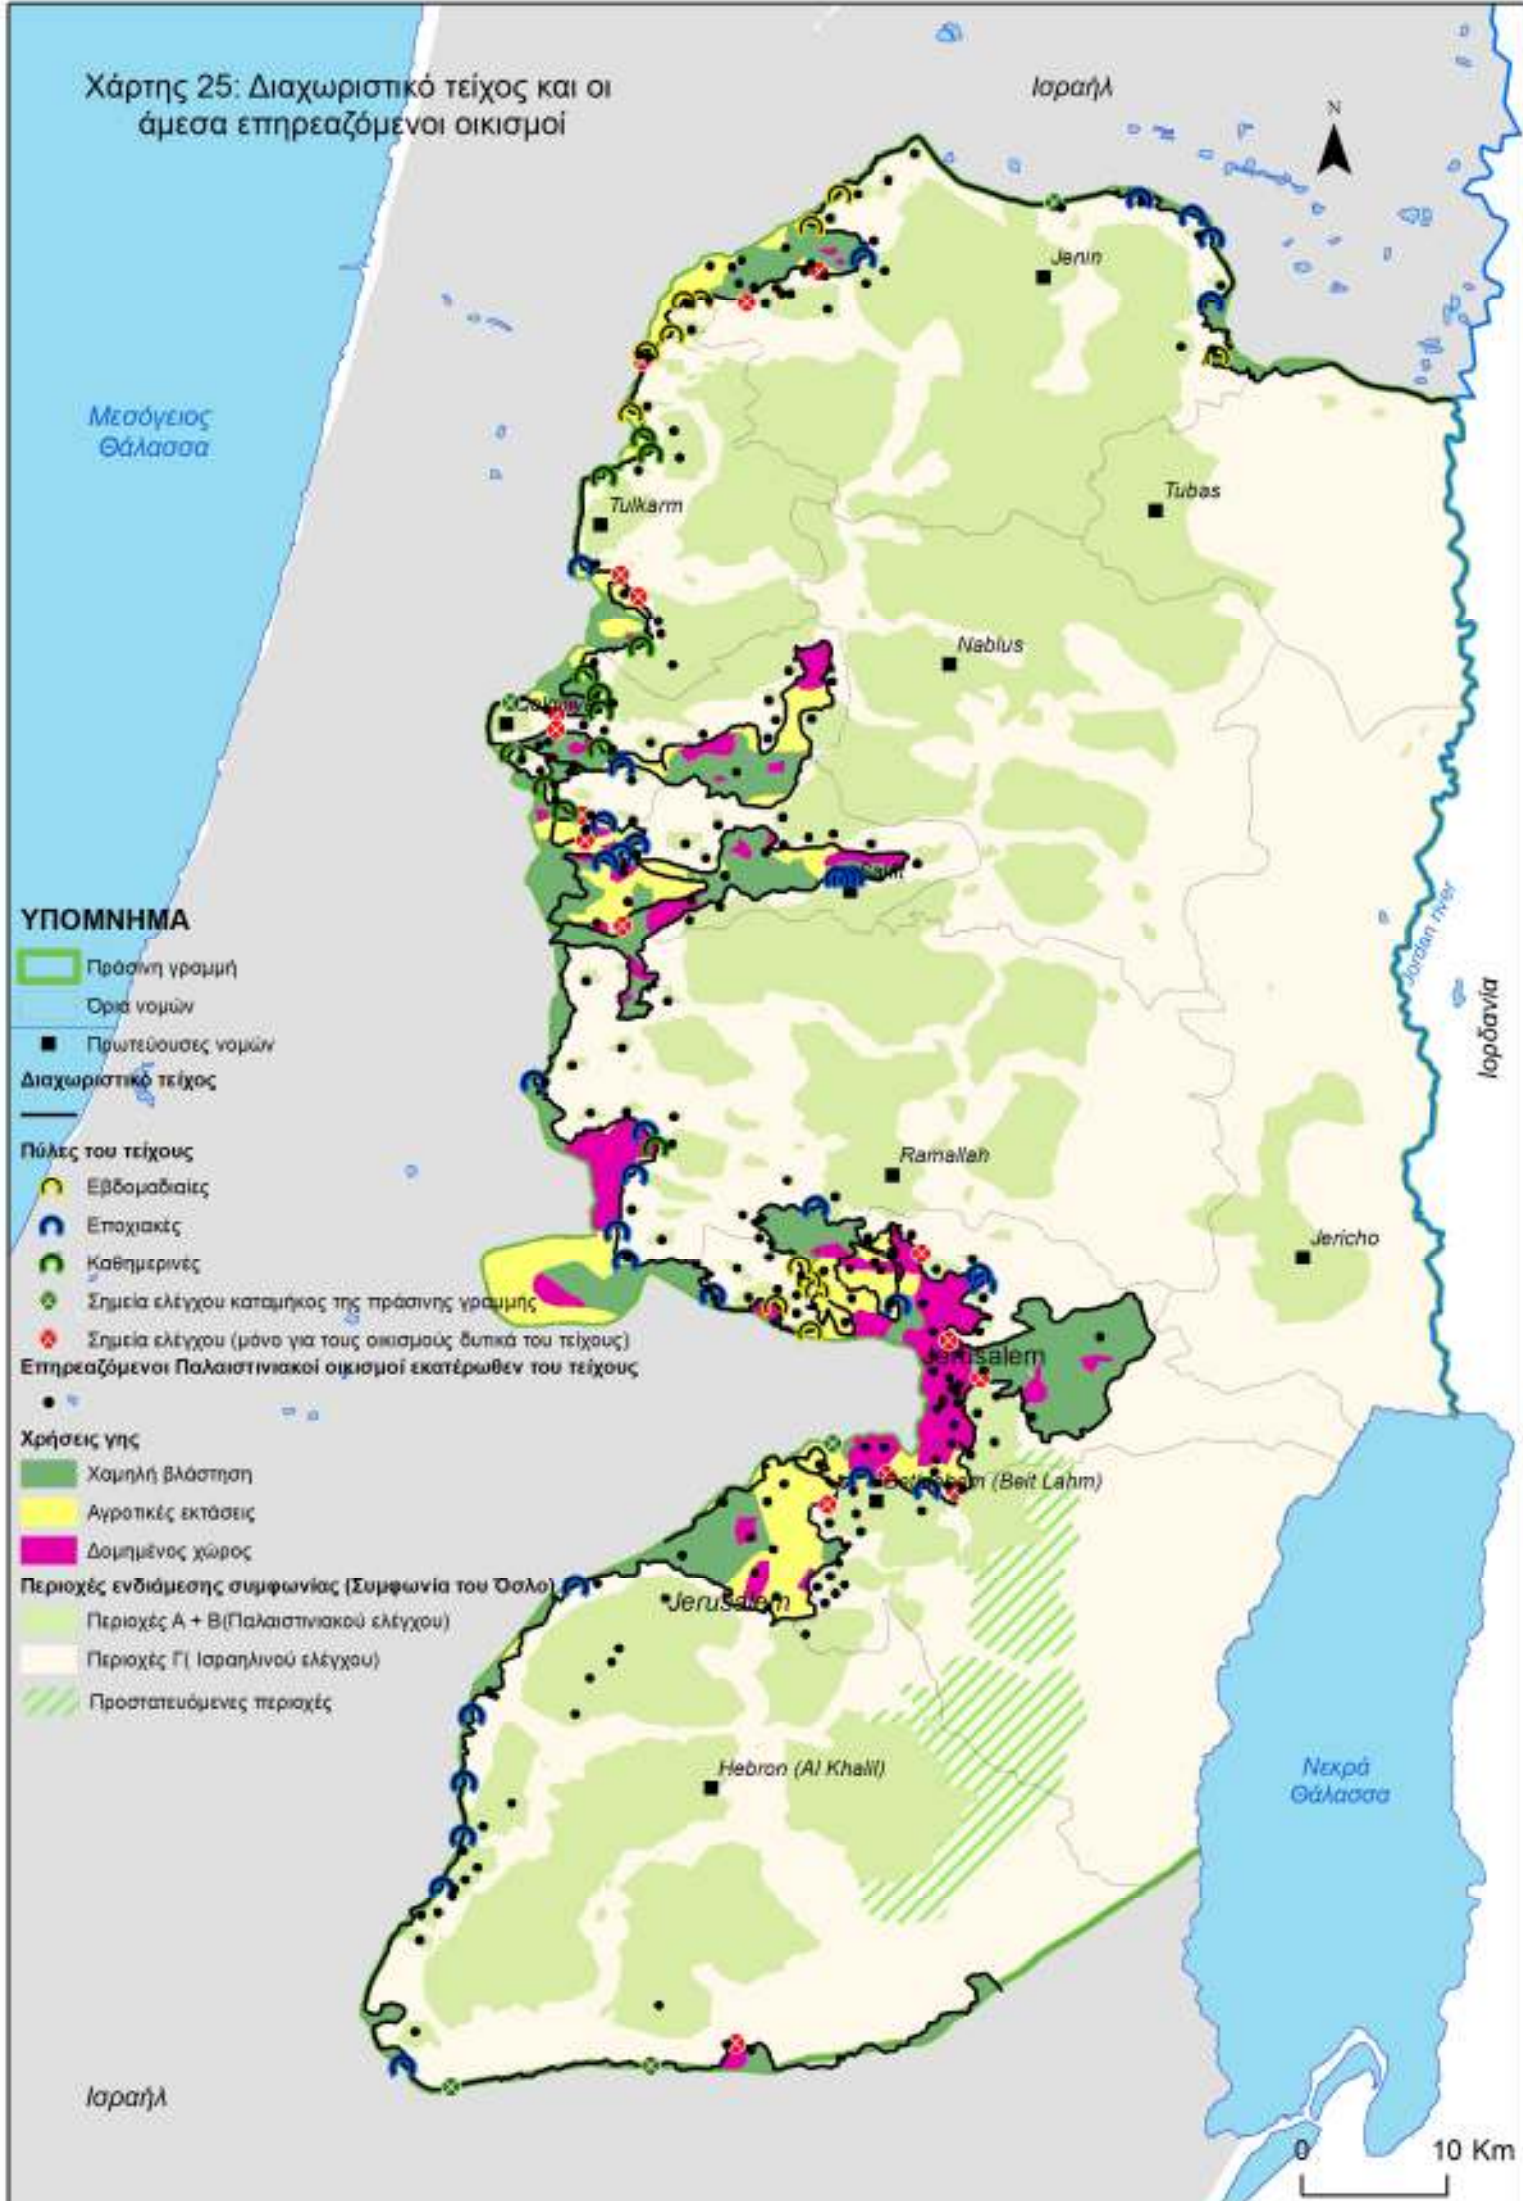 Χάρτης 25: Διαχωριστικό τείχος και οι
άμεσα επηρεαζόμενοι οικισμοί
Ισραήλ
N
Jenin
Μεσόγειος
Θάλασσα
Tulkarm
Tubas
Nablus
Jordan river
Ιορδανία
Ramallah
Jericho
Jerusalem
(Beit Lahm)
Jerusalem
Hebron (Al Khalil)
Νεκρά
Θάλασσα
Ισραήλ
0 10 Km
ΥΠΟΜΝΗΜΑ
Πράσινη γραμμή
Όρια νομών
Πρωτεύουσες νομών
Διαχωριστικό τείχος
Πύλες του τείχους
Εβδομαδιαίες
Εποχιακές
Καθημερινές
Σημεία ελέγχου καταμήκος της πράσινης γραμμής
Σημεία ελέγχου (μόνο για τους οικισμούς δυτικά του τείχους)
Επηρεαζόμενοι Παλαιστινιακοί οικισμοί εκατέρωθεν του τείχους
Χρήσεις γης
Χαμηλή βλάστηση
Αγροτικές εκτάσεις
Δομημένος χώρος
Περιοχές ενδιάμεσης συμφωνίας (Συμφωνία του Όσλο)
Περιοχές Α + Β(Παλαιστινιακού ελέγχου)
Περιοχές Γ( Ισραηλινού ελέγχου)
Προστατευόμενες περιοχές